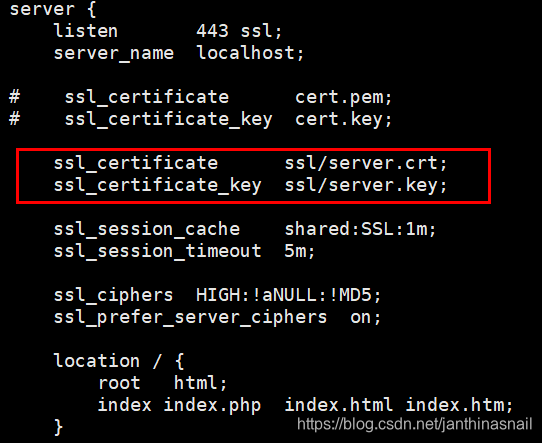 server {
listen 443 ssl;
server_name localhost;
# ssl_certificate cert.pem;
# ssl_certificate_key cert.key;
ssl_certificate ssl/server.crt;
ssl_certificate_key ssl/server.key;
ssl_session_cache shared:SSL:1m;
ssl_session_timeout 5m;
ssl_ciphers HIGH:!aNULL:!MD5;
ssl_prefer_server_ciphers on;
location / {
root html;
index index.php index.html index.htm;
}
https://blog.csdn.net/janthinasnail